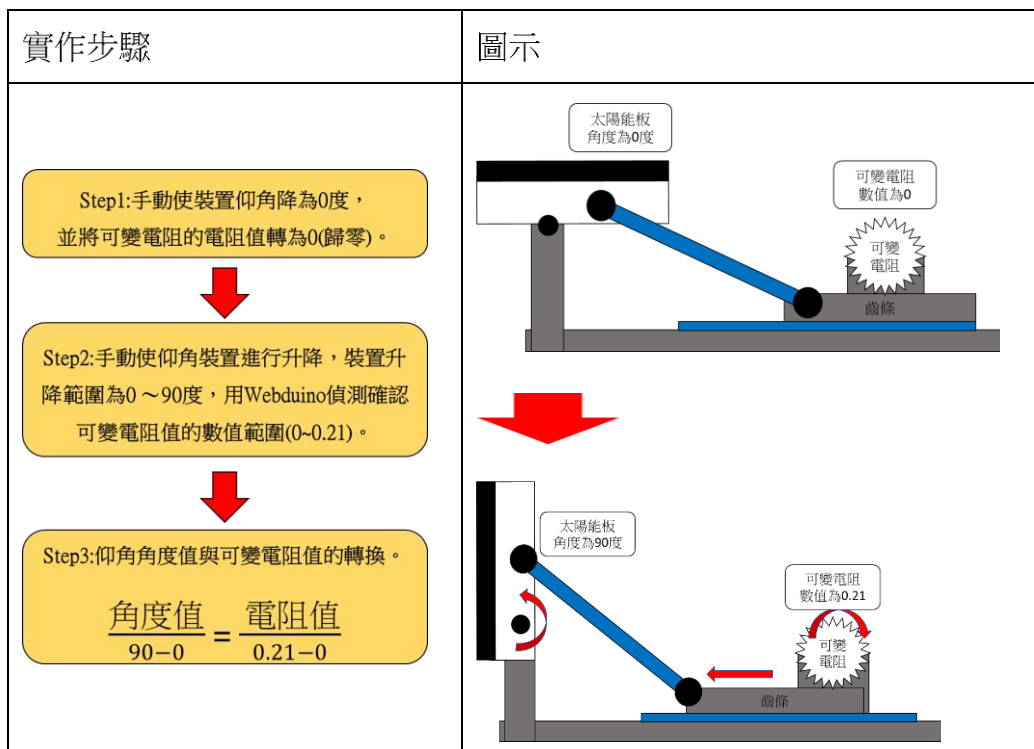 實作步驟
圖示
Step1:手動使裝置仰角降為0度，
並將可變電阻的電阻值轉為0(歸零)。
Step2:手動使仰角裝置進行升降，裝置升
降範圍為0～90度，用Webduino偵測確認
可變電阻值的數值範圍(0~0.21)。
Step3:仰角角度值與可變電阻值的轉換。
角度值/90−0 = 電阻值/0.21−0
太陽能板
角度為0度
可變電阻
數值為0
可變
電阻
齒條
太陽能板
角度為90度
可變電阻
數值為0.21
可變
電阻
齒條